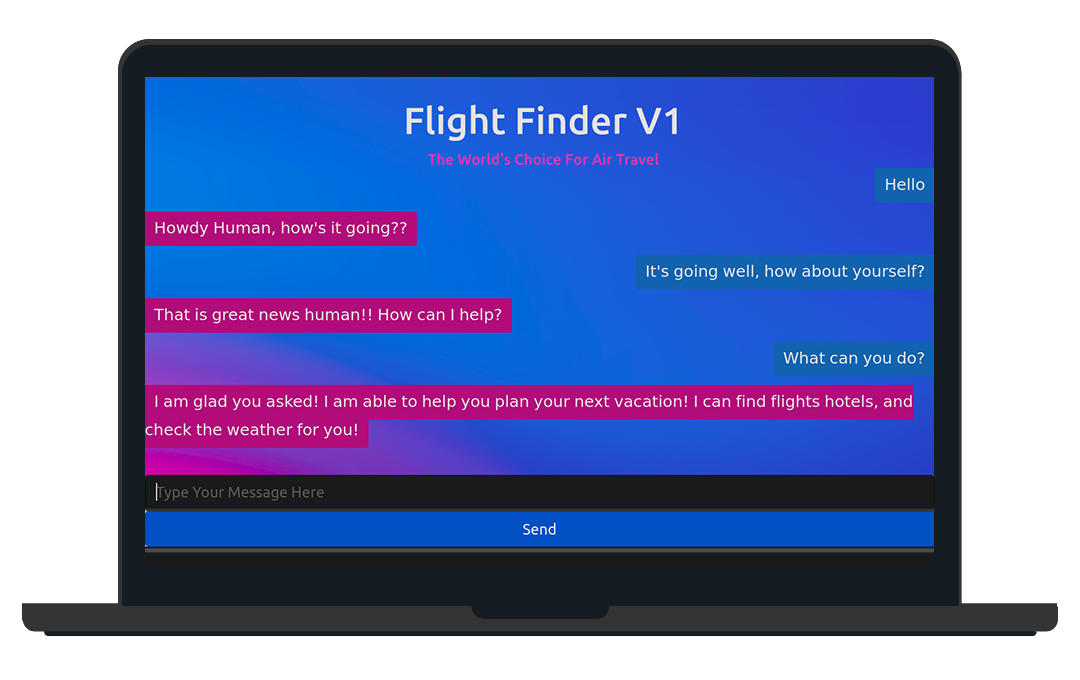 Flight Finder V1
The World's Choice For Air Travel
Hello
Howdy Human, how's it going??
It's going well, how about yourself?
That is great news human!! How can I help?
What can you do?
I am glad you asked! I am able to help you plan your next vacation! I can find flights hotels, and
check the weather for you!
Type Your Message Here
Send